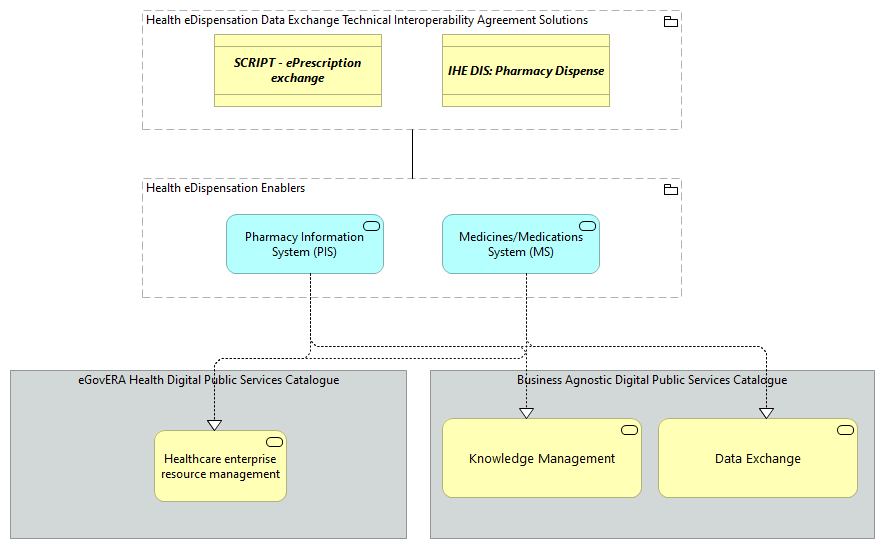 Health eDispensation Data Exchange Technical Interoperability Agreement Solutions
SCRIPT - ePrescription
exchange
IHE DIS: Pharmacy Dispense
Health eDispensation Enablers
Pharmacy Information
System (PIS)
Medicines/Medications
System (MS)
eGovERA Health Digital Public Services Catalogue
Healthcare enterprise
resource management
Business Agnostic Digital Public Services Catalogue
Knowledge Management
Data Exchange